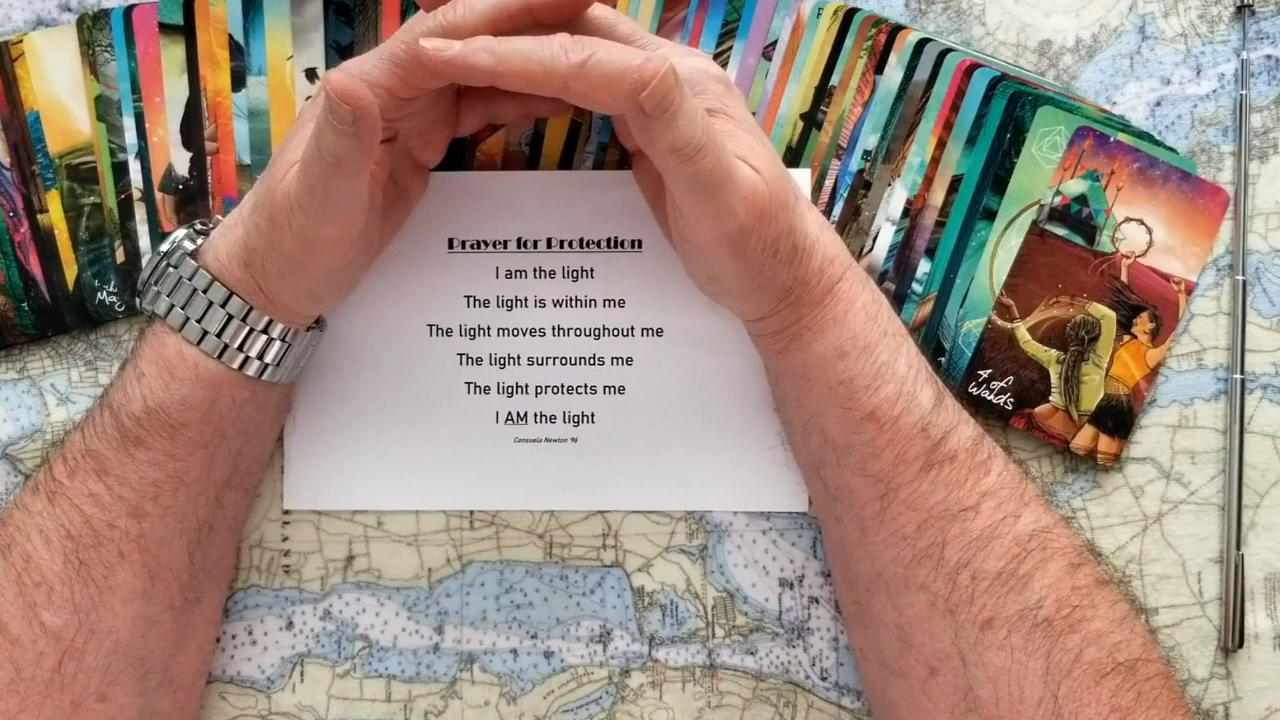 Prayer for Protection
I am the light
The light is within me
The light moves throughout me
The light surrounds me
The light protects me
I AM the light
Consuela Newton '96
4 of
Wands